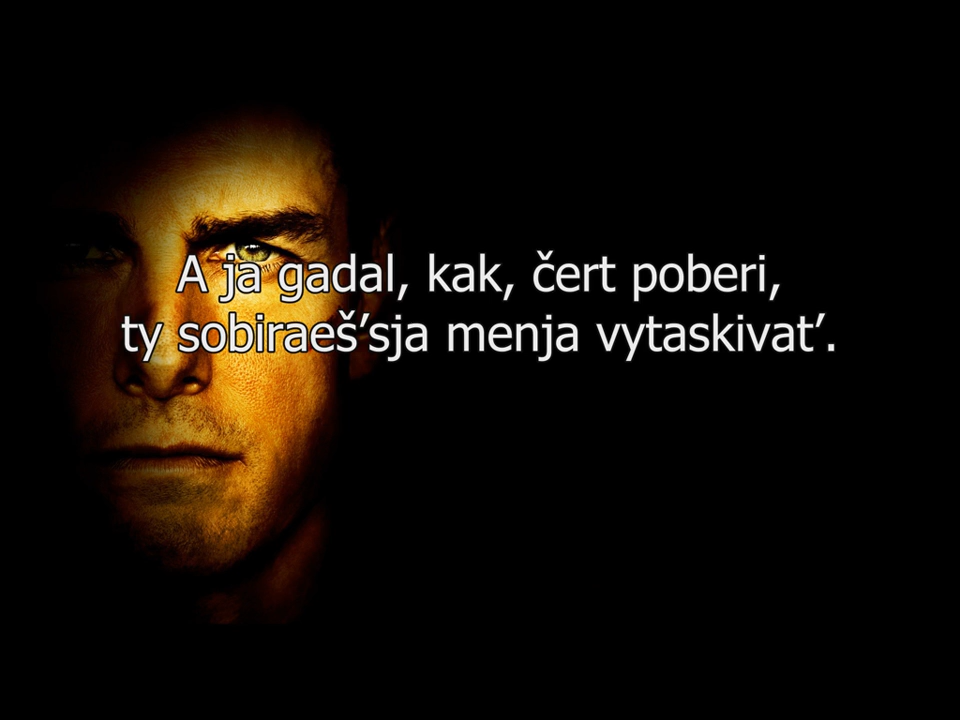 A ja gadal, kak, čert poberi,
ty sobiraeš’sja menja vytaskivat’.